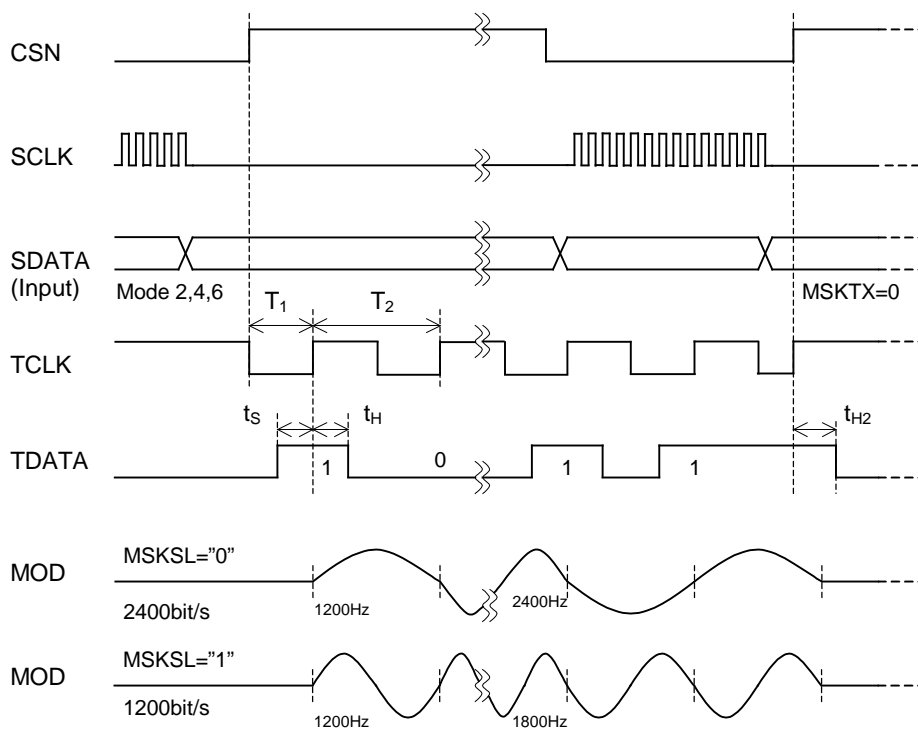 CSN
SCLK
SDATA
(Input)
Mode 2,4,6
MSKTX=0
T1
T2
TCLK
tS
tH
tH2
TDATA
1
0
1
1
MOD
MSKSL=”0”
2400bit/s
1200Hz
2400Hz
MOD
MSKSL=”1”
1200bit/s
1200Hz
1800Hz